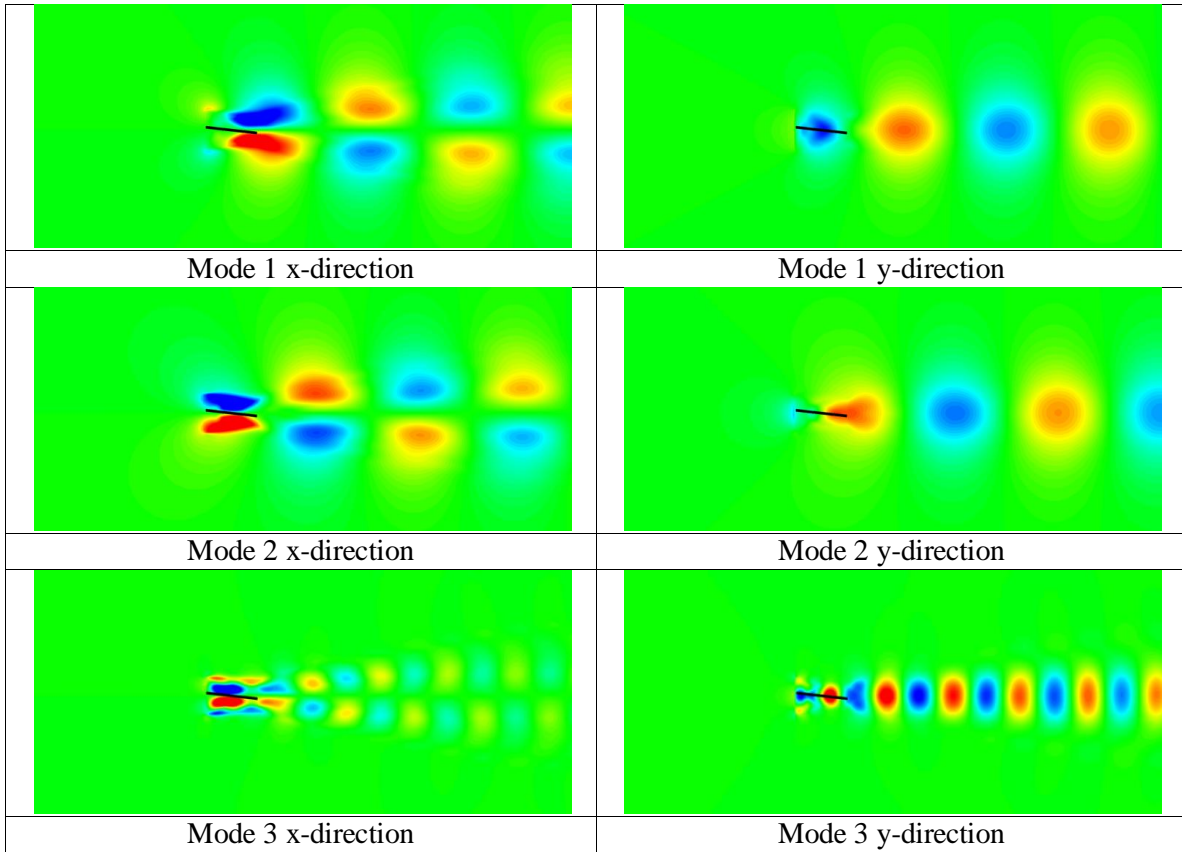 Mode 1 x-direction
Mode 1 y-direction
Mode 2 x-direction
Mode 2 y-direction
Mode 3 x-direction
Mode 3 y-direction